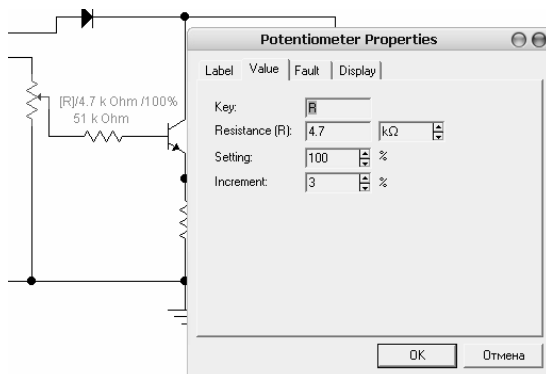 Potentiometer Properties
Label Value Fault Display
[R]/4.7 k Ohm /100%
51 k Ohm
Key: R
Resistance (R): 4.7 kΩ
Setting: 100 %
Increment: 3 %
OK Отмена